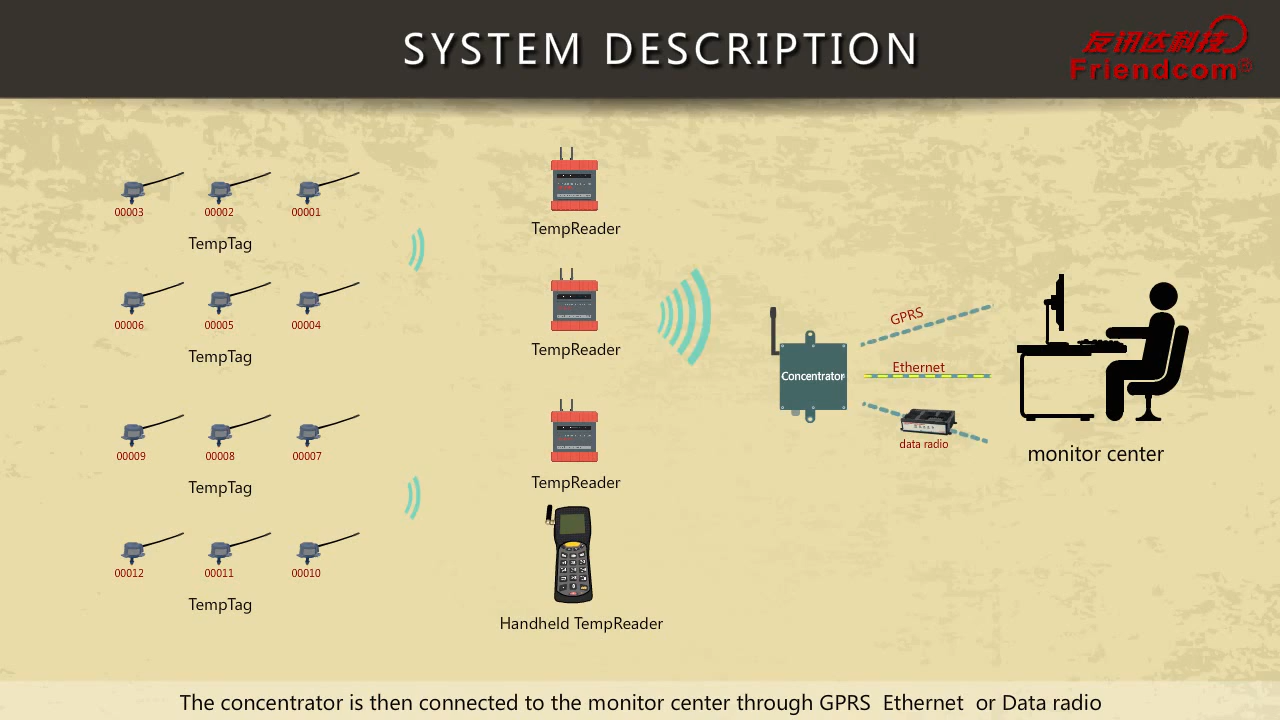 SYSTEM DESCRIPTION
友讯达科技
Friendcom®
00003 00002 00001
TempTag
TempReader
00006 00005 00004
TempTag
TempReader
GPRS
Concentrator
Ethernet
data radio
monitor center
00009 00008 00007
TempTag
TempReader
00012 00011 00010
TempTag
Handheld TempReader
The concentrator is then connected to the monitor center through GPRS  Ethernet  or Data radio